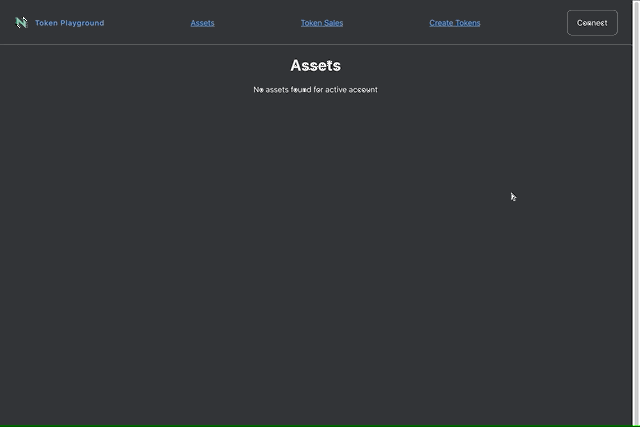 Token Playground
Assets
Token Sales
Create Tokens
Connect
Assets
No assets found for active account